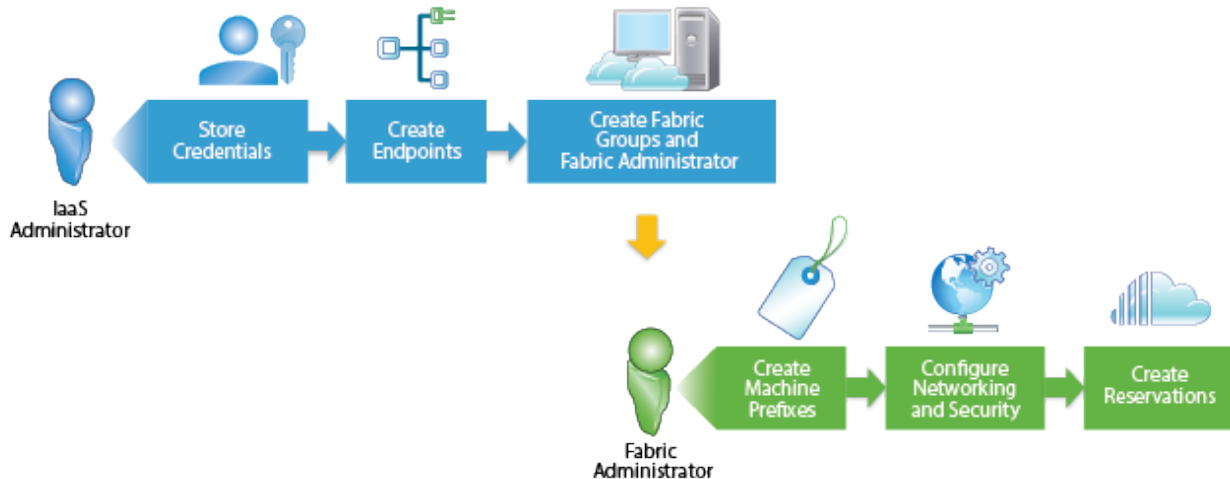 IaaS
Administrator
Store
Credentials
Create
Endpoints
Create Fabric
Groups and
Fabric Administrator
Fabric
Administrator
Create
Machine
Prefixes
Configure
Networking
and Security
Create
Reservations